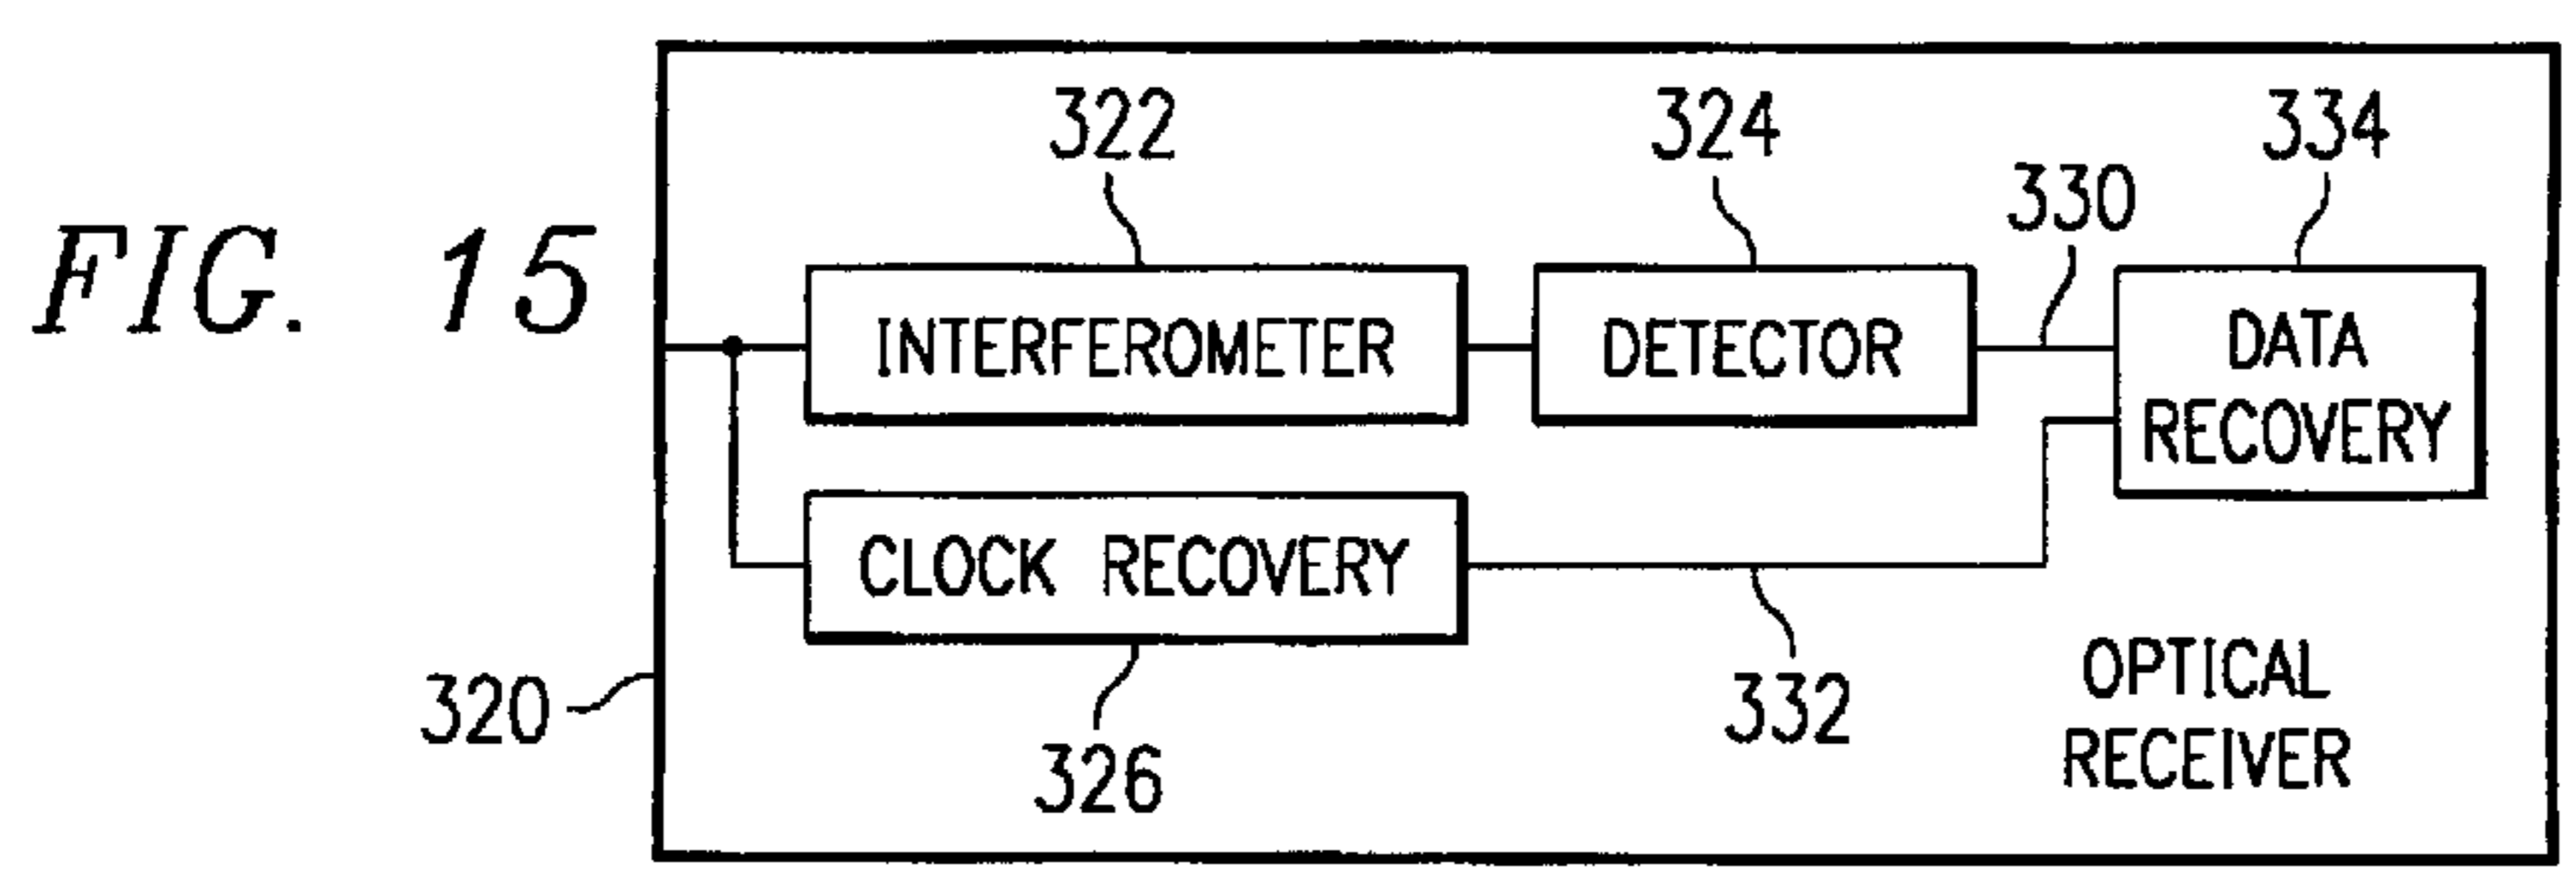 FIG. 15
322
324
334
330
INTERFEROMETER
DETECTOR
DATA
RECOVERY
CLOCK RECOVERY
320
326
332
OPTICAL
RECEIVER